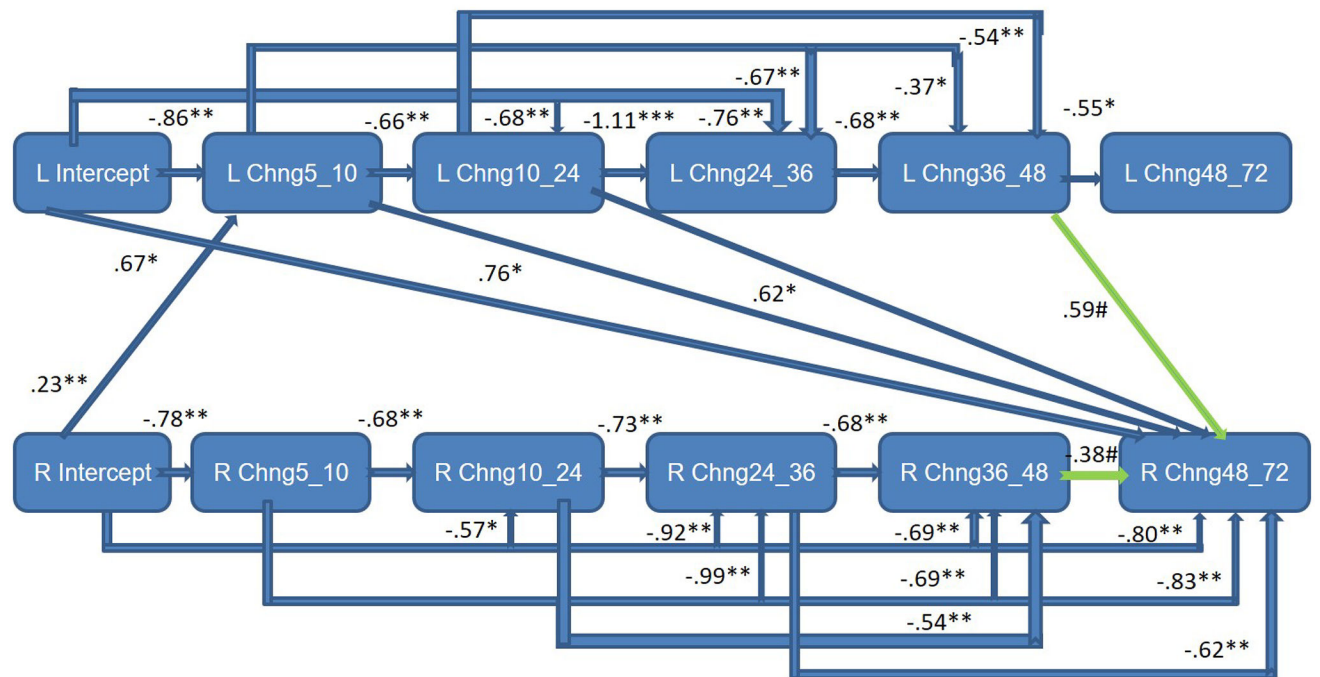 -.54**
-.67**
-.37*
-.55*
-.86**
-.66**
-.68**
-1.11***
-.76**
-.68**
L Intercept
L Chng5_10
L Chng10_24
L Chng24_36
L Chng36_48
L Chng48_72
.67*
.76*
.62*
.59#
.23**
-.78**
-.68**
-.73**
-.68**
-.38#
R Intercept
R Chng5_10
R Chng10_24
R Chng24_36
R Chng36_48
R Chng48_72
-.57*
-.92**
-.69**
-.80**
-.99**
-.69**
-.83**
-.54**
-.62**